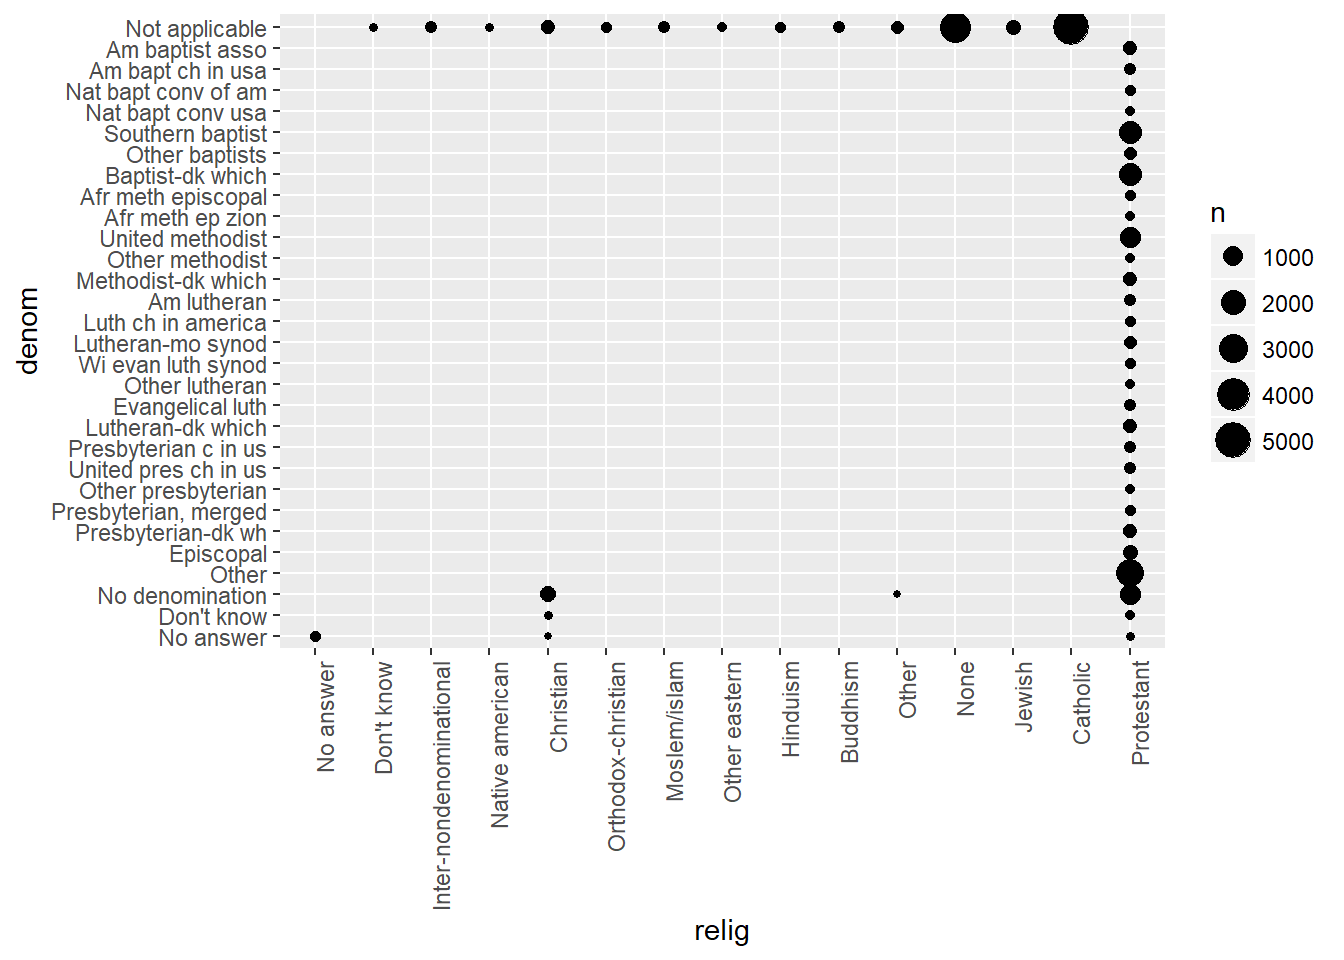 Not applicable
Am baptist asso
Am bapt ch in usa
Nat bapt conv of am
Nat bapt conv usa
Southern baptist
Other baptists
Baptist-dk which
Afr meth episcopal
Afr meth ep zion
United methodist
Other methodist
Methodist-dk which
Am lutheran
Luth ch in america
Lutheran-mo synod
Wi evan luth synod
Other lutheran
Evangelical luth
Lutheran-dk which
Presbyterian c in us
United pres ch in us
Other presbyterian
Presbyterian, merged
Presbyterian-dk wh
Episcopal
Other
No denomination
Don't know
No answer
denom
No answer
Don't know
Inter-nondenominational
Native american
Christian
Orthodox-christian
Moslem/islam
Other eastern
Hinduism
Buddhism
Other
None
Jewish
Catholic
Protestant
relig
n
1000
2000
3000
4000
5000